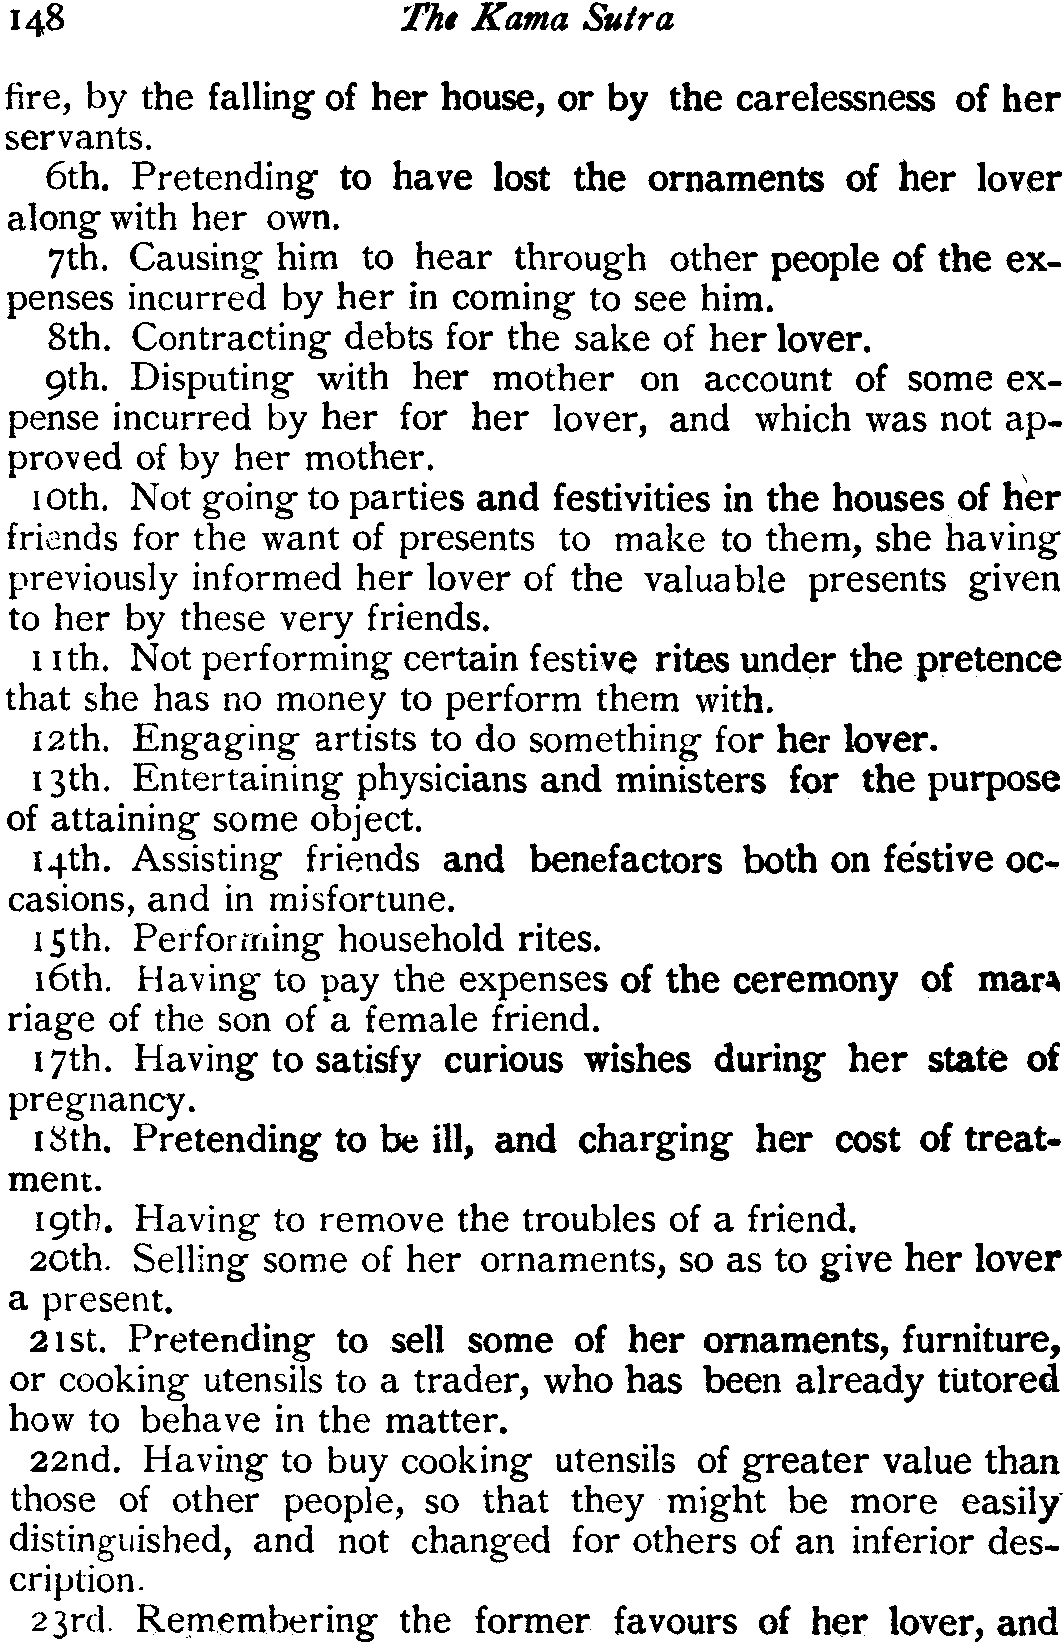 148 The Kama Sutra
fire, by the falling of her house, or by the carelessness of her
servants.
6th. Pretending to have lost the ornaments of her lover
along with her own.
7th. Causing him to hear through other people of the ex-
penses incurred by her in coming to see him.
8th. Contracting debts for the sake of her lover.
9th. Disputing with her mother on account of some ex-
pense incurred by her for her lover, and which was not ap-
proved of by her mother.
10th. Not going to parties and festivities in the houses of her
friends for the want of presents to make to them, she having
previously informed her lover of the valuable presents given
to her by these very friends.
11th. Not performing certain festive rites under the pretence
that she has no money to perform them with.
12th. Engaging artists to do something for her lover.
13th. Entertaining physicians and ministers for the purpose
of attaining some object.
14th. Assisting friends and benefactors both on festive oc-
casions, and in misfortune.
15th. Performing household rites.
16th. Having to pay the expenses of the ceremony of mar-
riage of the son of a female friend.
17th. Having to satisfy curious wishes during her state of
pregnancy.
18th. Pretending to be ill, and charging her cost of treat-
ment.
19th. Having to remove the troubles of a friend.
20th. Selling some of her ornaments, so as to give her lover
a present.
21st. Pretending to sell some of her ornaments, furniture,
or cooking utensils to a trader, who has been already tutored
how to behave in the matter.
22nd. Having to buy cooking utensils of greater value than
those of other people, so that they might be more easily
distinguished, and not changed for others of an inferior des-
cription.
23rd. Remembering the former favours of her lover, and